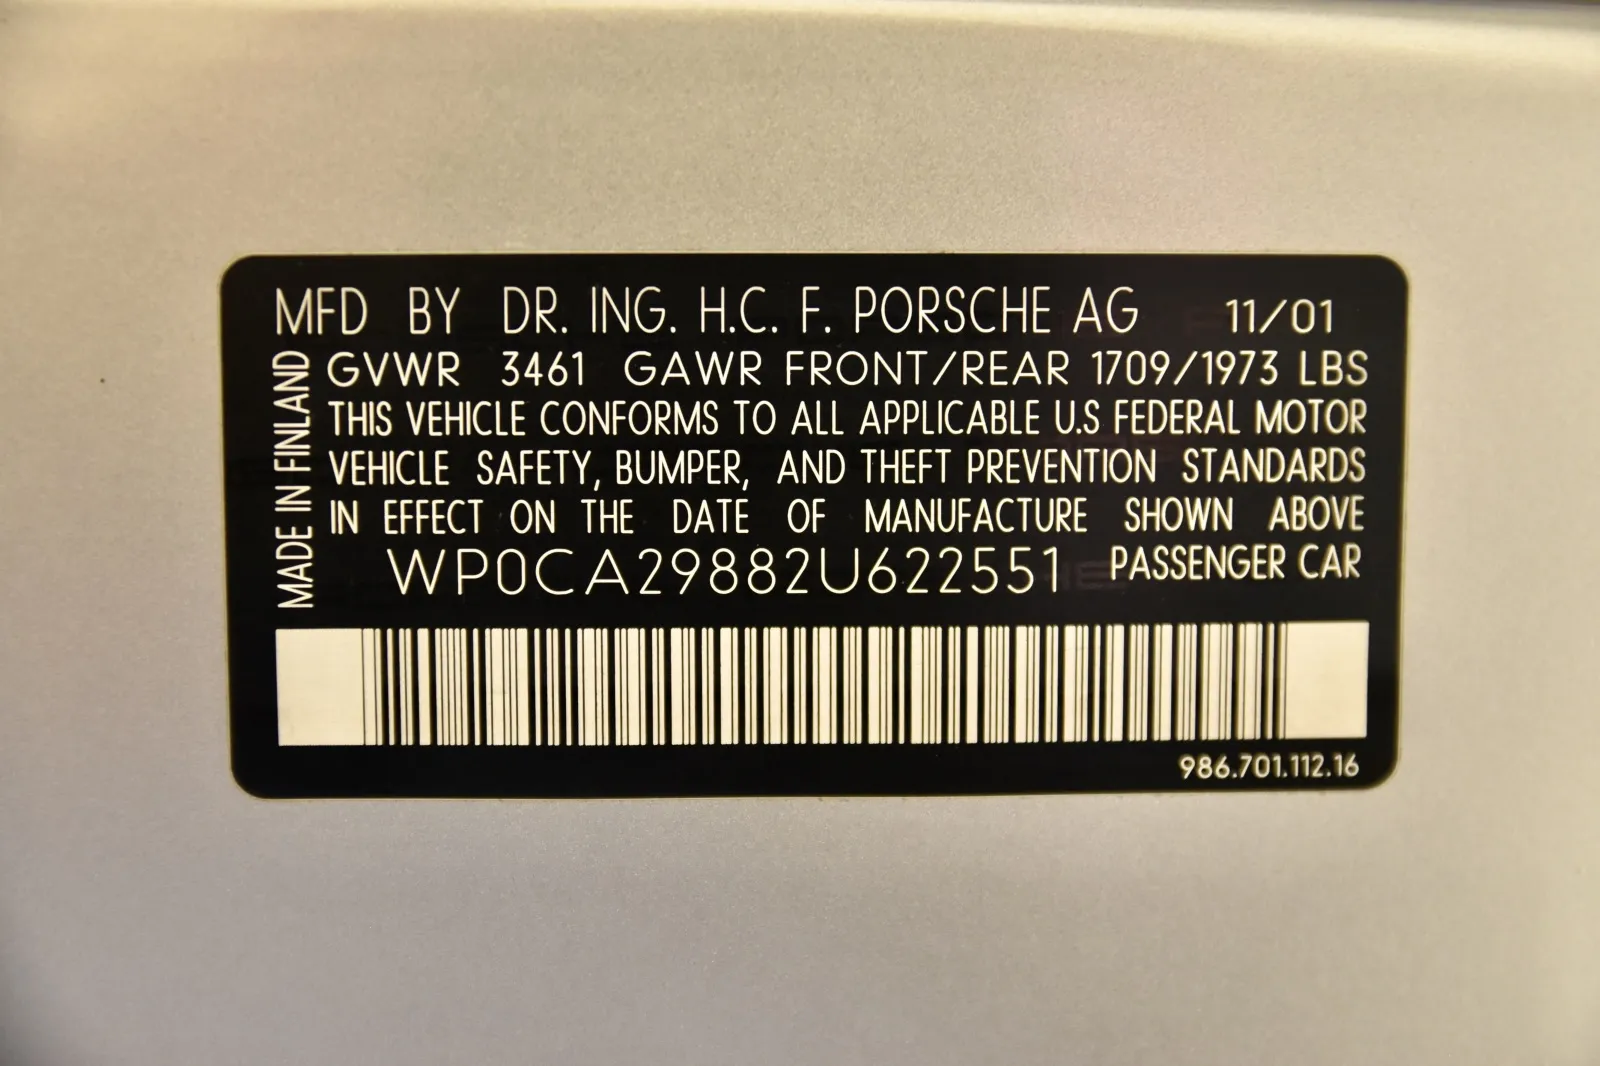 MFD BY DR. ING. H.C. F. PORSCHE AG 11/01
MADE IN FINLAND
GVWR 3461 GAWR FRONT/REAR 1709/1973 LBS
THIS VEHICLE CONFORMS TO ALL APPLICABLE U.S FEDERAL MOTOR
VEHICLE SAFETY, BUMPER, AND THEFT PREVENTION STANDARDS
IN EFFECT ON THE DATE OF MANUFACTURE SHOWN ABOVE
WP0CA29882U622551 PASSENGER CAR
986.701.112.16